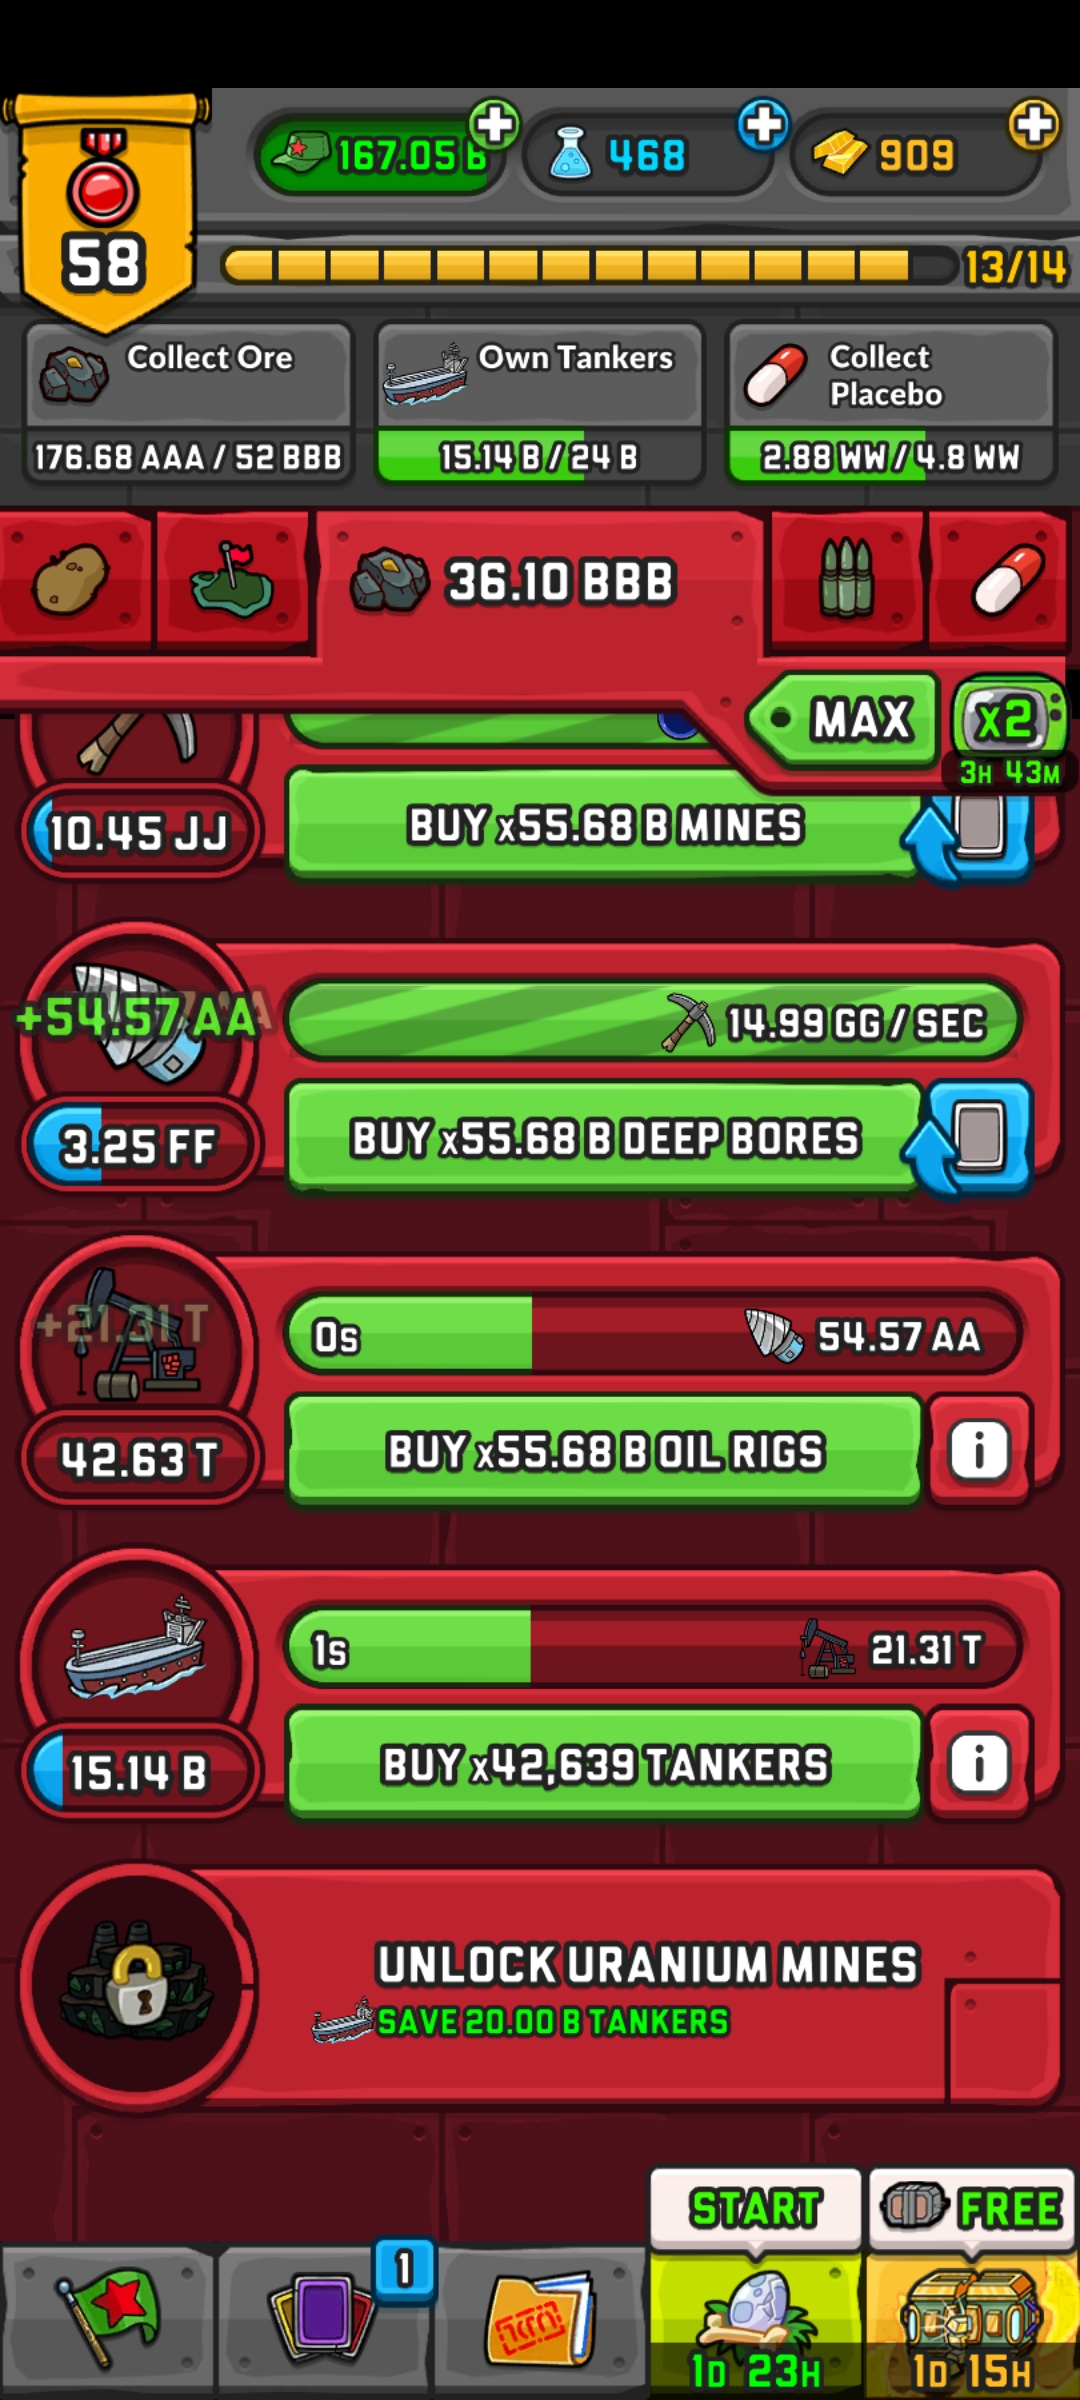 58
167.05 B
468
909
13/14
Collect Ore
176.68 AAA / 52 BBB
Own Tankers
15.14 B / 24 B
Collect
Placebo
2.88 WW / 4.8 WW
36.10 BBB
MAX
x2
3H 43M
10.45 JJ
BUY x55.68 B MINES
+54.57 AA
14.99 GG / SEC
3.25 FF
BUY x55.68 B DEEP BORES
+21.31 T
0s
54.57 AA
42.63 T
BUY x55.68 B OIL RIGS
i
1s
21.31 T
15.14 B
BUY x42,639 TANKERS
i
UNLOCK URANIUM MINES
SAVE 20.00 B TANKERS
1
START
1D 23H
FREE
1D 15H